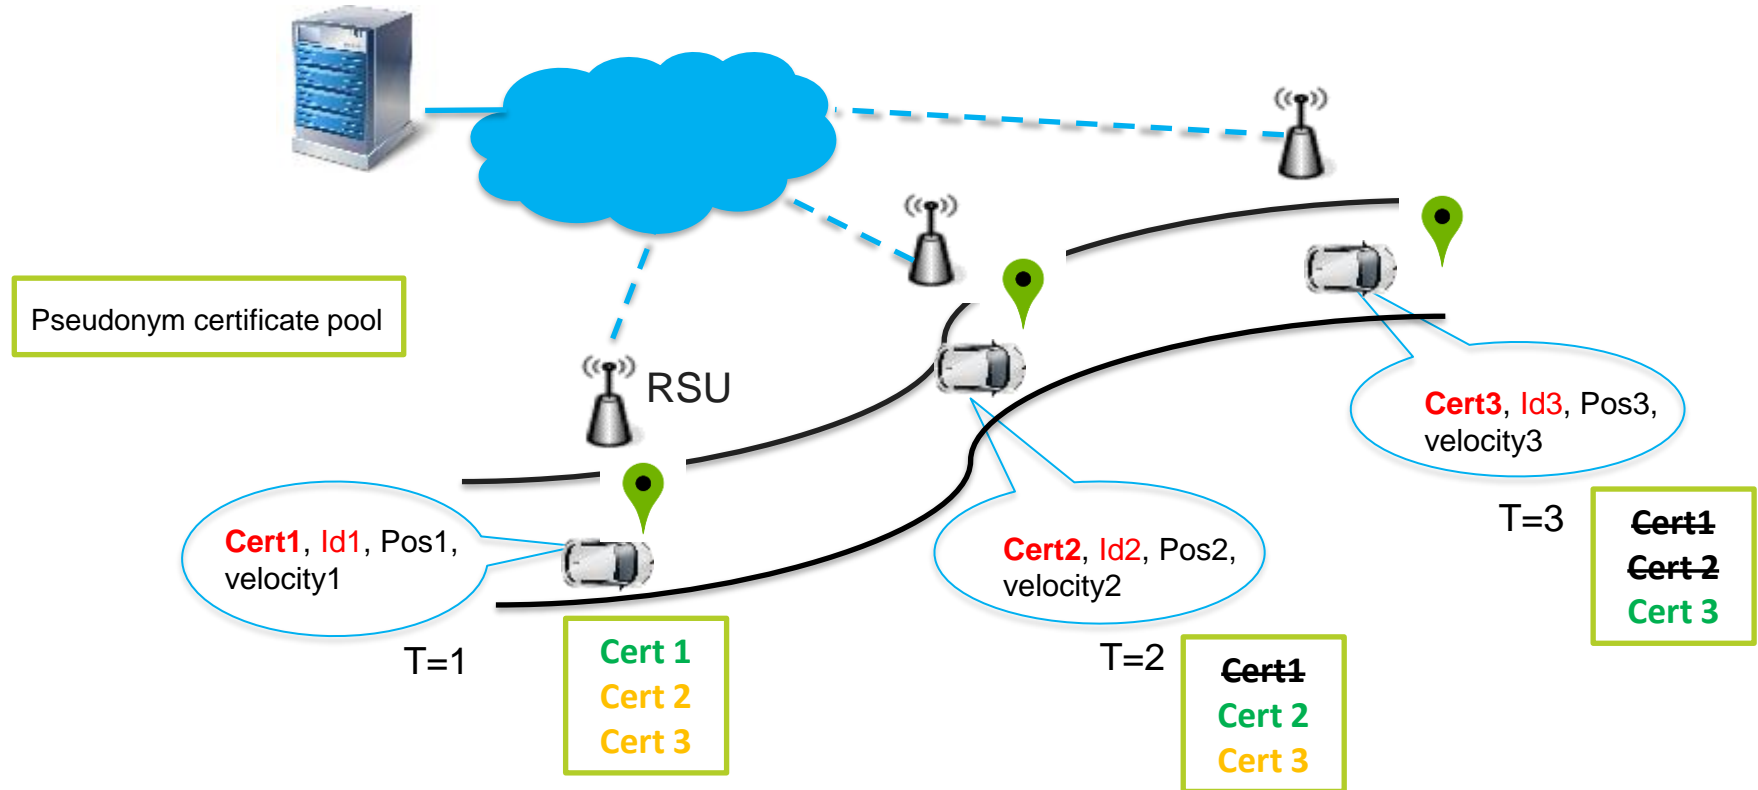 Pseudonym certificate pool
RSU
Cert1, Id1, Pos1,
velocity1
T=1
Cert 1
Cert 2
Cert 3
Cert2, Id2, Pos2,
velocity2
T=2
Cert1
Cert 2
Cert 3
Cert3, Id3, Pos3,
velocity3
T=3
Cert1
Cert 2
Cert 3